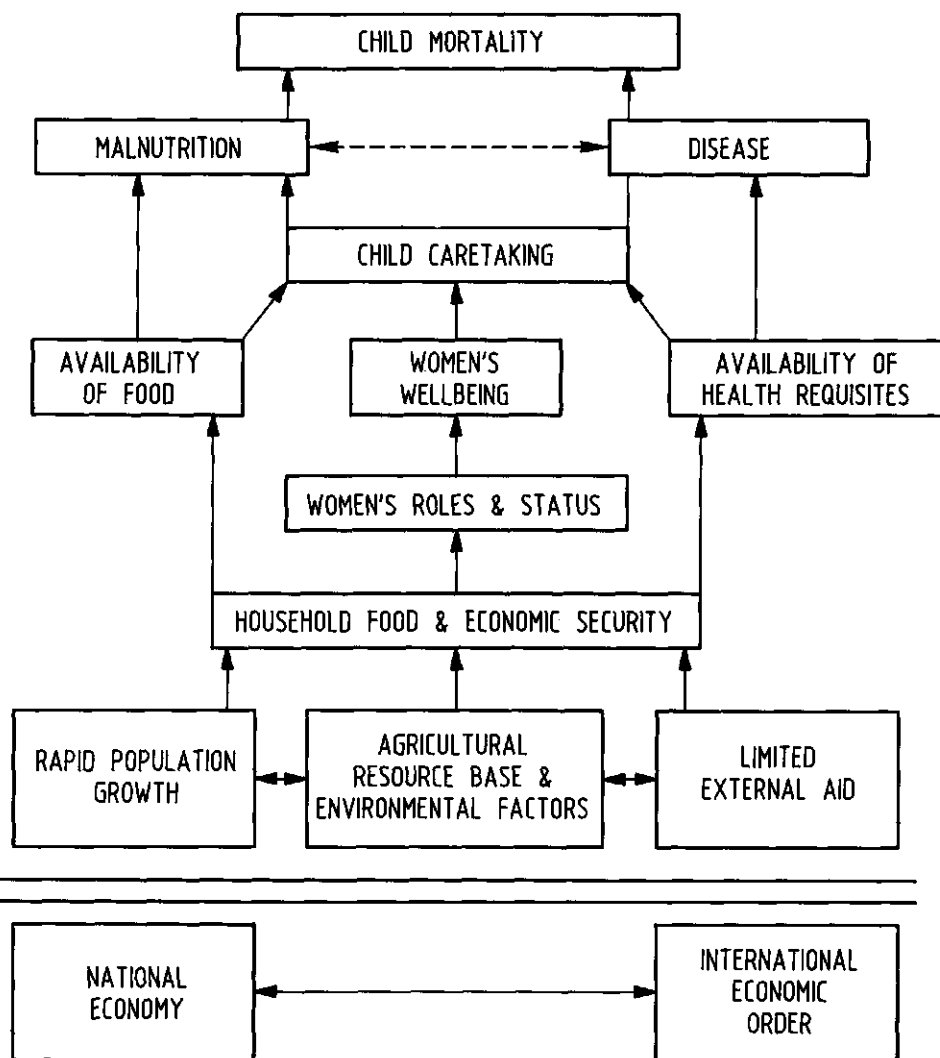 CHILD MORTALITY
MALNUTRITION
DISEASE
CHILD CARETAKING
AVAILABILITY
OF FOOD
WOMEN'S
WELLBEING
AVAILABILITY OF
HEALTH REQUISITES
WOMEN'S ROLES & STATUS
HOUSEHOLD FOOD & ECONOMIC SECURITY
RAPID POPULATION
GROWTH
AGRICULTURAL
RESOURCE BASE &
ENVIRONMENTAL FACTORS
LIMITED
EXTERNAL AID
NATIONAL
ECONOMY
INTERNATIONAL
ECONOMIC
ORDER